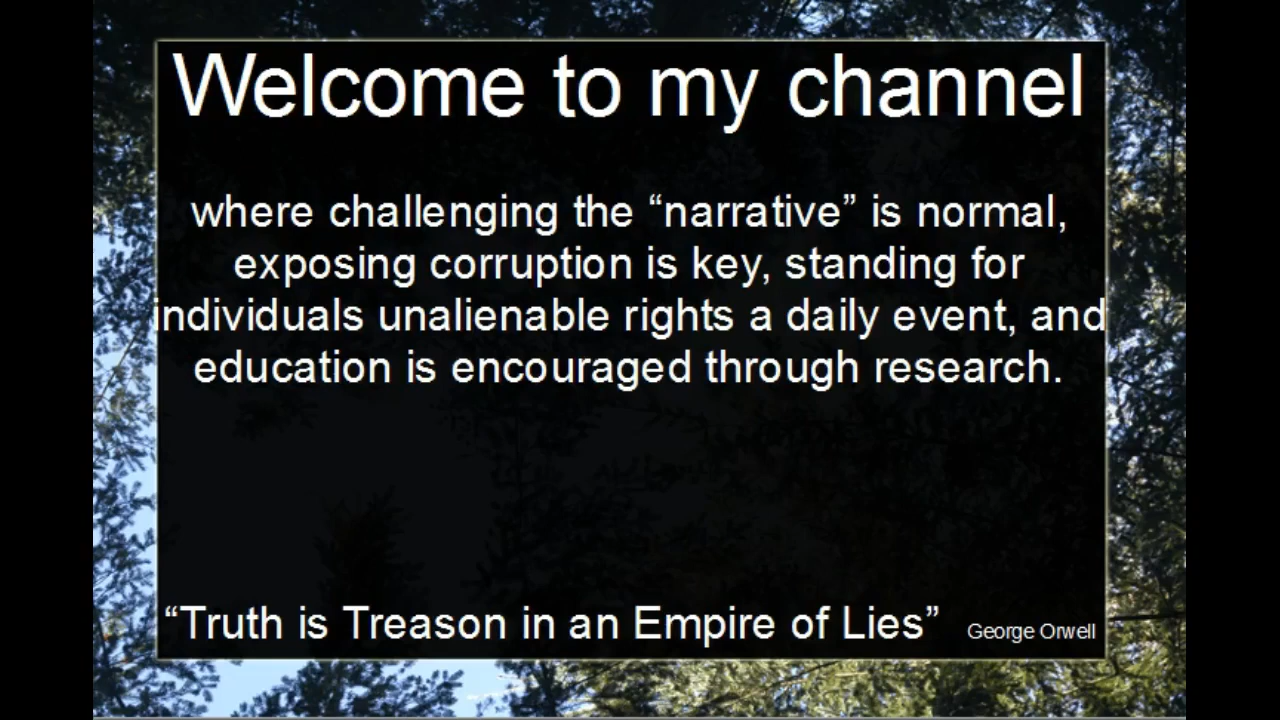 Welcome to my channel
where challenging the “narrative” is normal,
exposing corruption is key, standing for
individuals unalienable rights a daily event, and
education is encouraged through research.
“Truth is Treason in an Empire of Lies” George Orwell